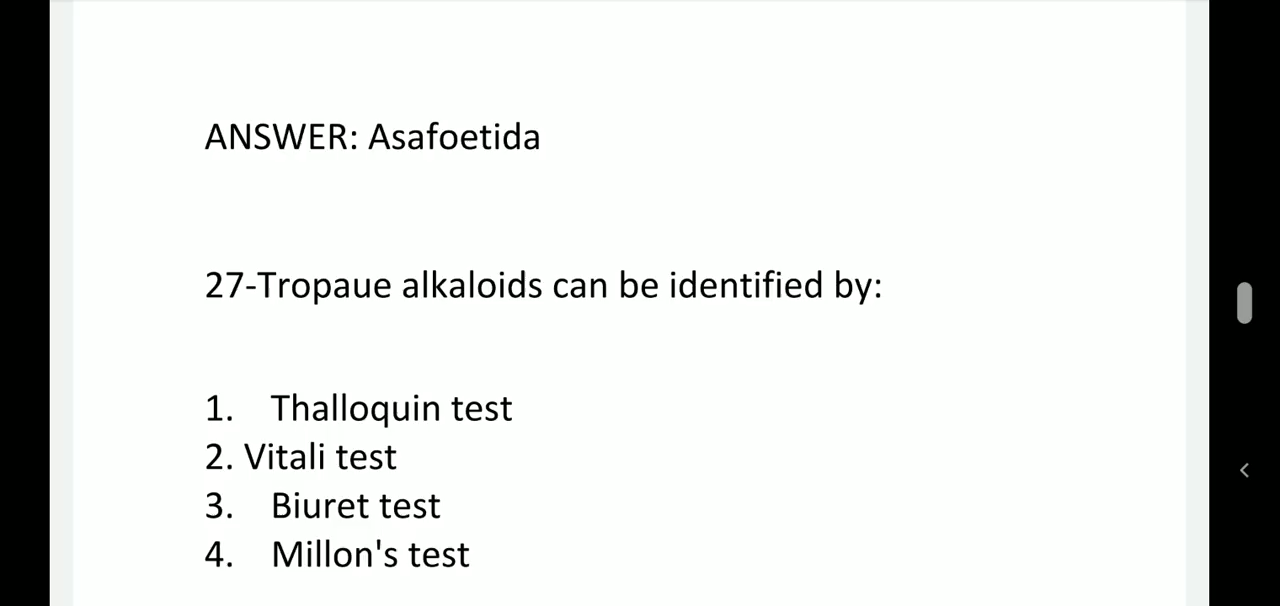 ANSWER: Asafoetida
27-Tropaue alkaloids can be identified by:
1. Thalloquin test
2. Vitali test
3. Biuret test
4. Millon's test